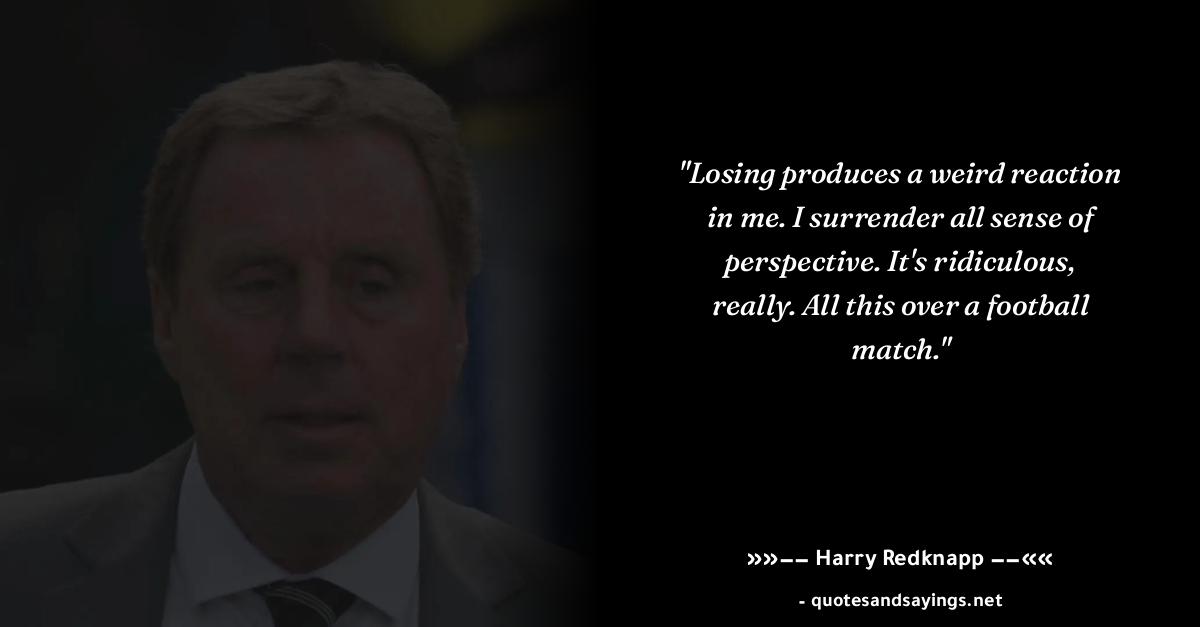 "Losing produces a weird reaction
in me. I surrender all sense of
perspective. It's ridiculous,
really. All this over a football
match."
»»–– Harry Redknapp ––««
- quotesandsayings.net